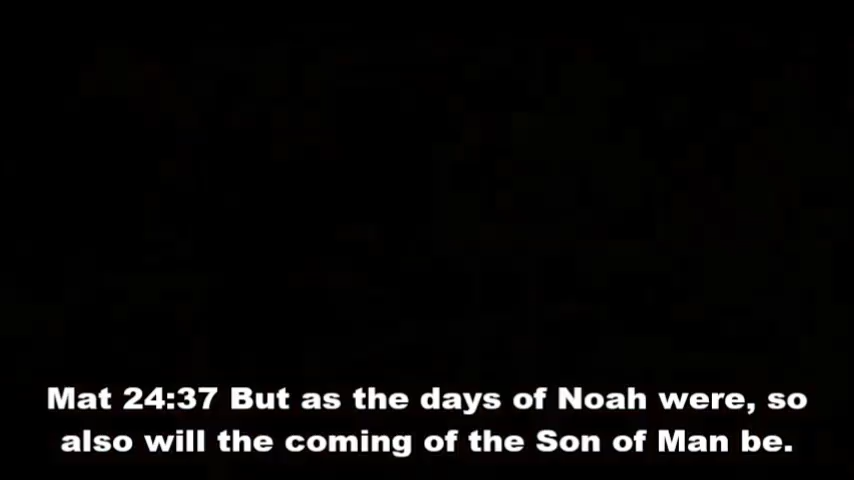 Mat 24:37 But as the days of Noah were, so
also will the coming of the Son of Man be.